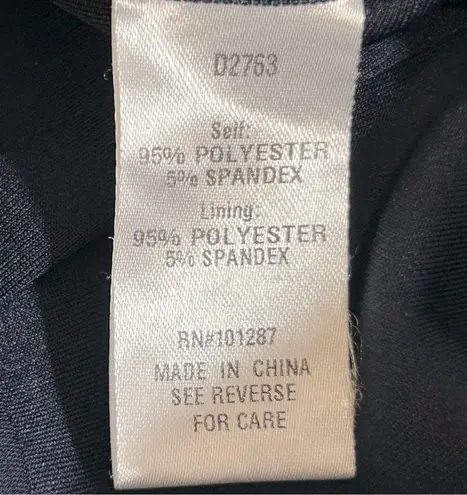 D2763
Self:
95% POLYESTER
5% SPANDEX
Lining:
95% POLYESTER
5% SPANDEX
RN#101287
MADE IN CHINA
SEE REVERSE
FOR CARE